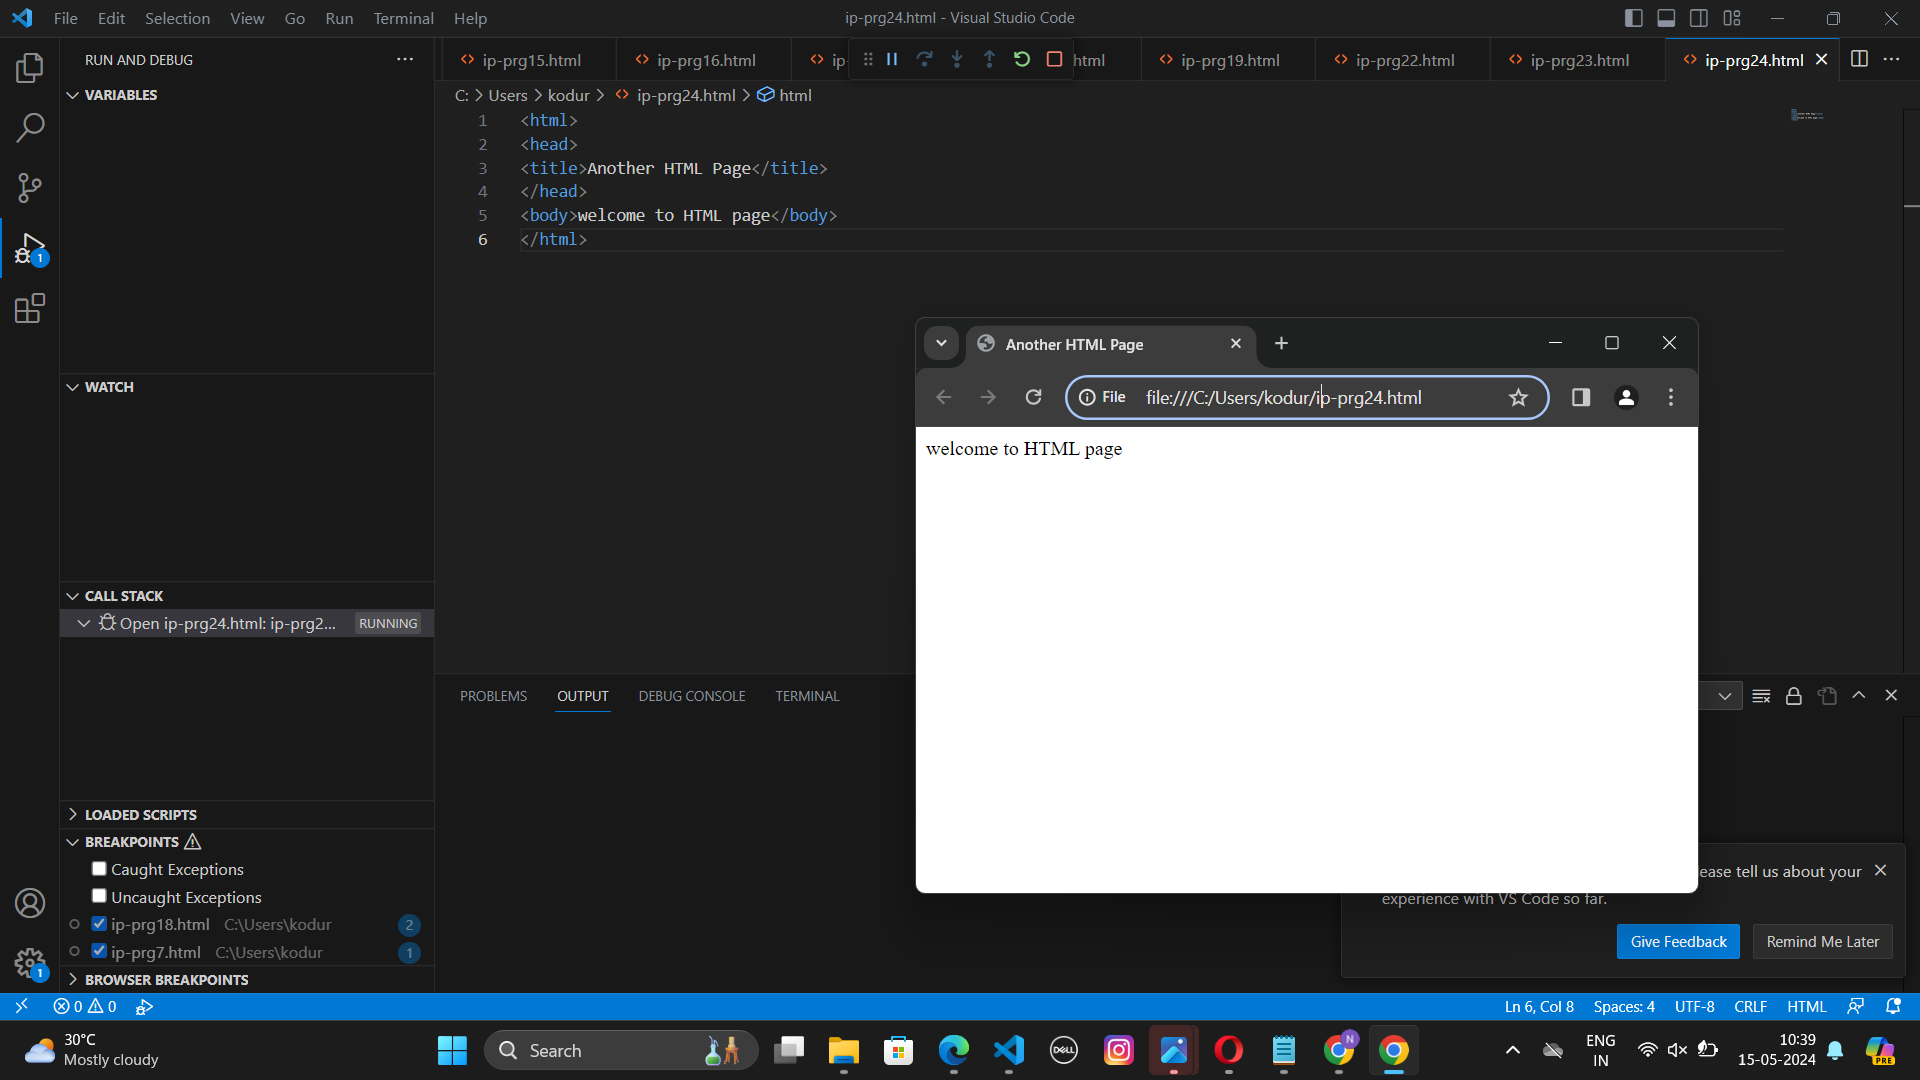 File Edit Selection View Go Run Terminal Help
ip-prg24.html - Visual Studio Code
RUN AND DEBUG
ip-prg15.html
ip-prg16.html
ip-
html
ip-prg19.html
ip-prg22.html
ip-prg23.html
ip-prg24.html
VARIABLES
C: > Users > kodur > ip-prg24.html > html
1 <html>
2 <head>
3 <title>Another HTML Page</title>
4 </head>
5 <body>welcome to HTML page</body>
6 </html>
Another HTML Page
File file:///C:/Users/kodur/ip-prg24.html
welcome to HTML page
WATCH
CALL STACK
Open ip-prg24.html: ip-prg2... RUNNING
PROBLEMS OUTPUT DEBUG CONSOLE TERMINAL
LOADED SCRIPTS
BREAKPOINTS
Caught Exceptions
Uncaught Exceptions
ip-prg18.html C:\Users\kodur 2
ip-prg7.html C:\Users\kodur 1
BROWSER BREAKPOINTS
1
1
ease tell us about your
experience with VS Code so far.
Give Feedback Remind Me Later
0 0
Ln 6, Col 8 Spaces: 4 UTF-8 CRLF HTML
30°C
Mostly cloudy
Search
DELL
N
ENG
IN
10:39
15-05-2024
PRE